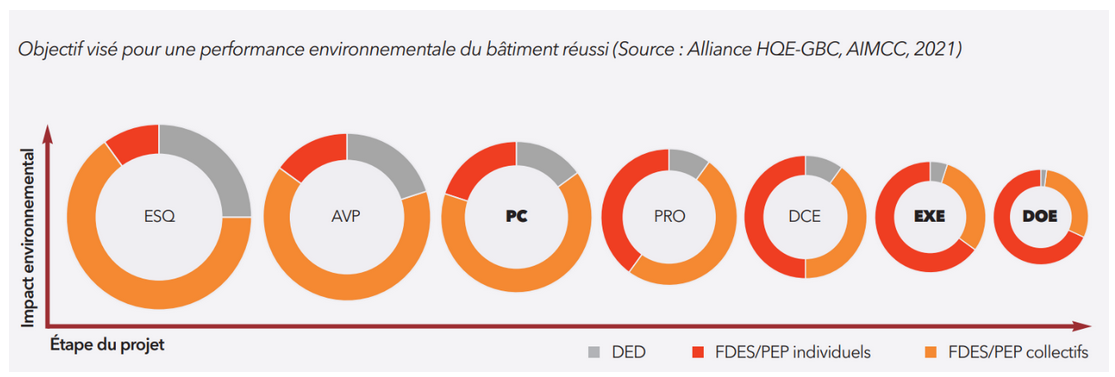 Objectif visé pour une performance environnementale du bâtiment réussi (Source : Alliance HQE-GBC, AIMCC, 2021)
Impact environnemental
ESQ
AVP
PC
PRO
DCE
EXE
DOE
Étape du projet
DED
FDES/PEP individuels
FDES/PEP collectifs